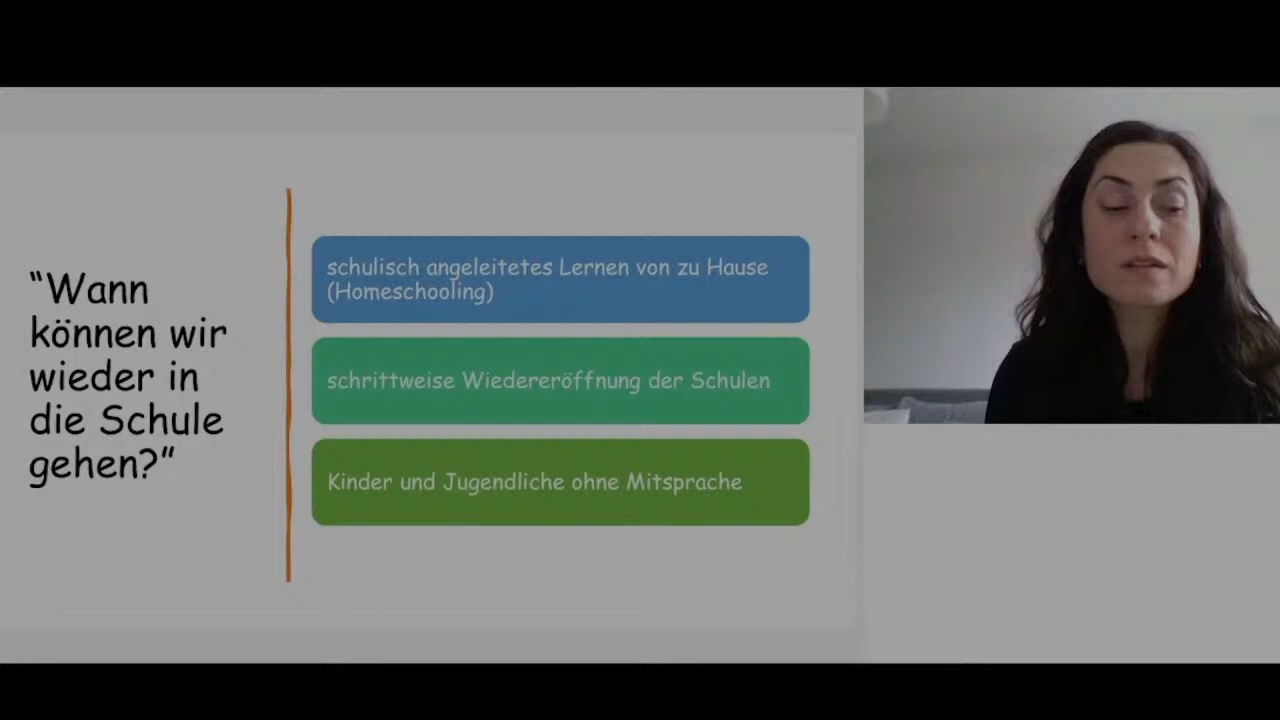 “Wann
können wir
wieder in
die Schule
gehen?”
schulisch angeleitetes Lernen von zu Hause
(Homeschooling)
schrittweise Wiedereröffnung der Schulen
Kinder und Jugendliche ohne Mitsprache